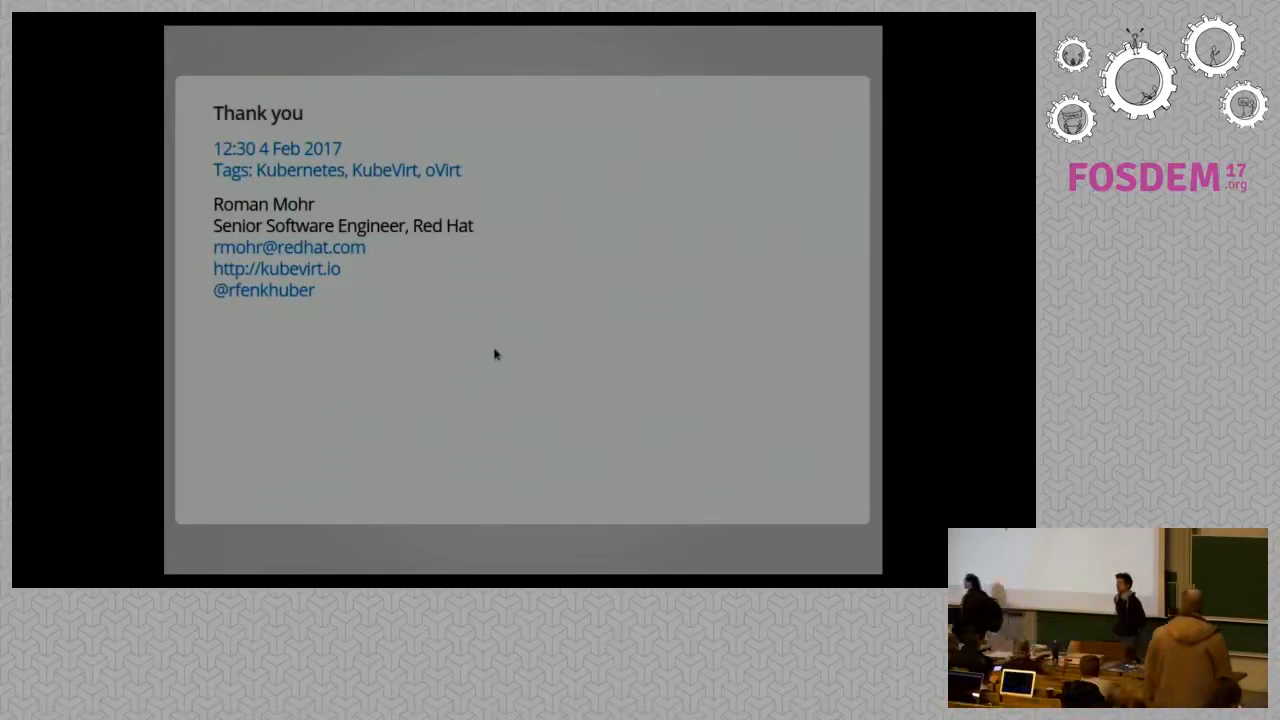 Thank you
12:30 4 Feb 2017
Tags: Kubernetes, KubeVirt, oVirt
Roman Mohr
Senior Software Engineer, Red Hat
rmohr@redhat.com
http://kubevirt.io
@rfenkhuber
FOSDEM 17 .org